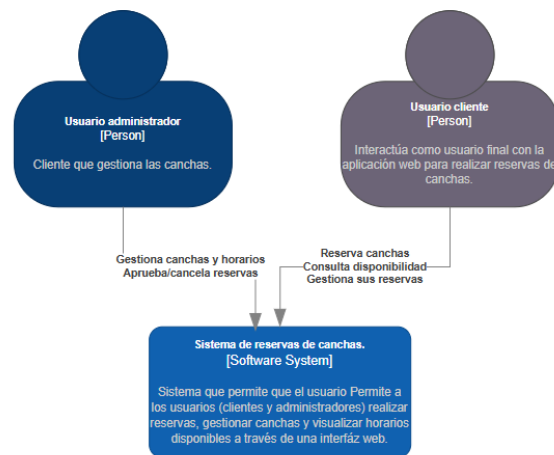 Usuario administrador
[Person]
Cliente que gestiona las canchas.
Usuario cliente
[Person]
Interactúa como usuario final con la
aplicación web para realizar reservas de
canchas.
Gestiona canchas y horarios
Aprueba/cancela reservas
Reserva canchas
Consulta disponibilidad
Gestiona sus reservas
Sistema de reservas de canchas.
[Software System]
Sistema que permite que el usuario Permite a
los usuarios (clientes y administradores) realizar
reservas, gestionar canchas y visualizar horarios
disponibles a través de una interfáz web.